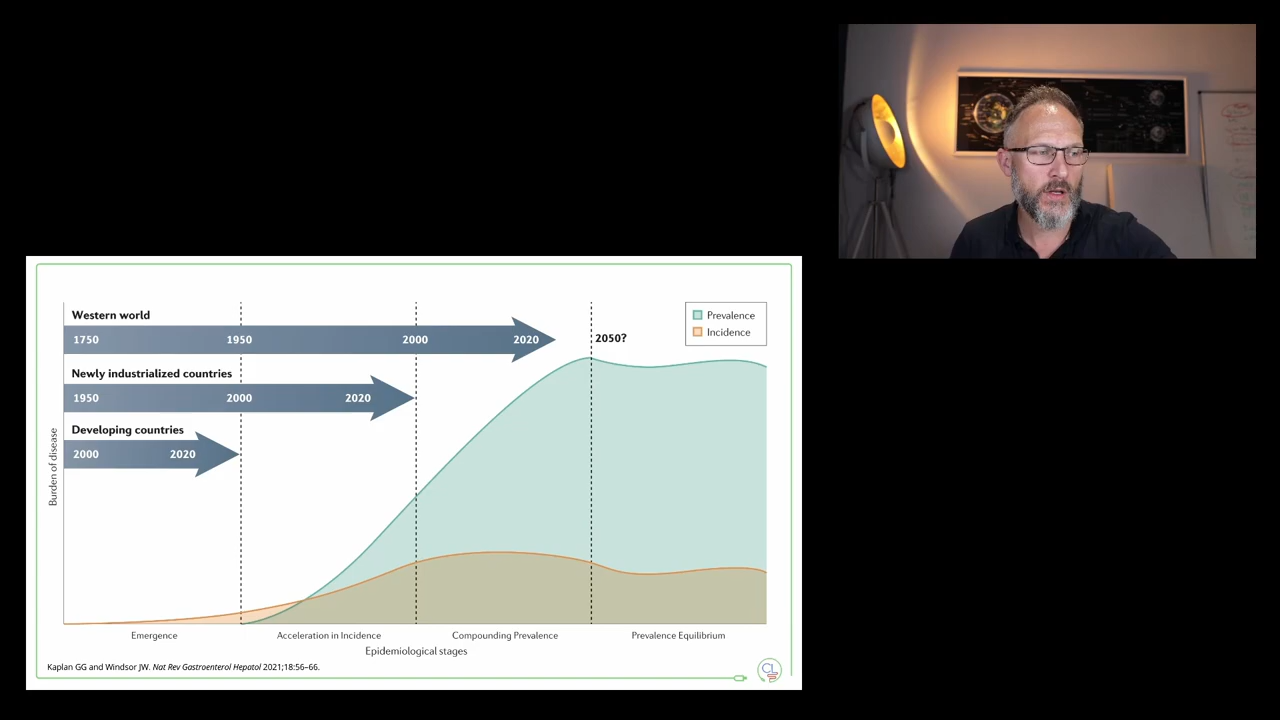 Western world
1750 1950 2000 2020
2050?
Prevalence
Incidence
Newly industrialized countries
1950 2000 2020
Developing countries
2000 2020
Burden of disease
Emergence Acceleration in Incidence Compounding Prevalence Prevalence Equilibrium
Epidemiological stages
Kaplan GG and Windsor JW. Nat Rev Gastroenterol Hepatol 2021;18:56–66.